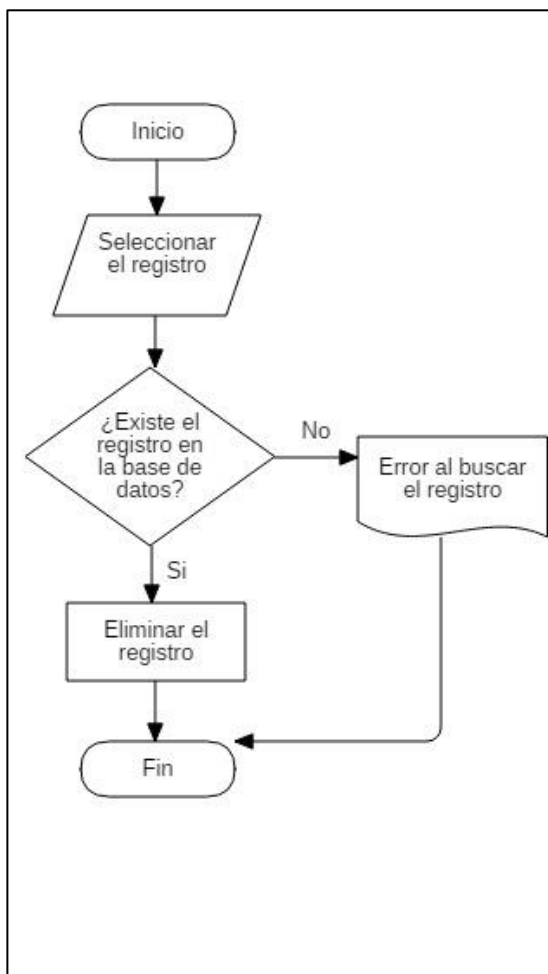 Inicio
Seleccionar
el registro
¿Existe el
registro en
la base de
datos?
No
Error al buscar
el registro
Si
Eliminar el
registro
Fin